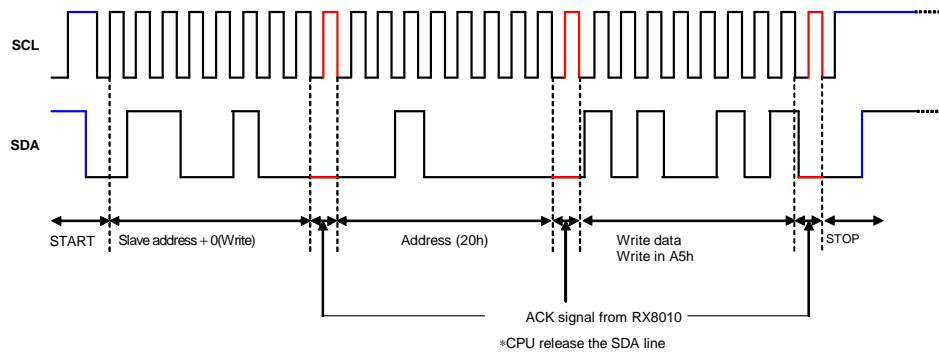 SCL
SDA
START
Slave address + 0(Write)
Address (20h)
Write data
Write in A5h
STOP
ACK signal from RX8010
*CPU release the SDA line